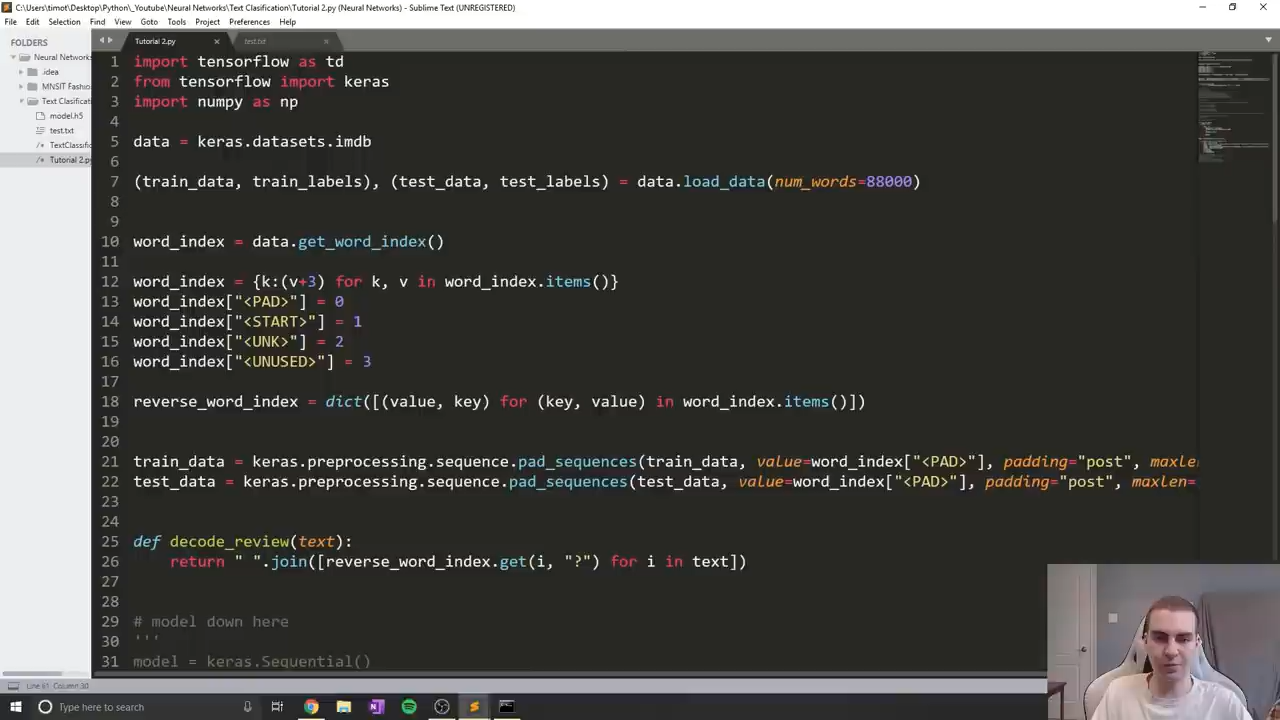 C:\Users\timot\Desktop\Python\_Youtube\Neural Networks\Text Clasification\Tutorial 2.py (Neural Networks) - Sublime Text (UNREGISTERED)
File Edit Selection Find View Goto Tools Project Preferences Help
FOLDERS
Neural Networks
.idea
MNSIT Fashio
Text Clasificati
model.h5
test.txt
TextClassific
Tutorial 2.py
Tutorial 2.py test.txt
1 import tensorflow as td
2 from tensorflow import keras
3 import numpy as np
4
5 data = keras.datasets.imdb
6
7 (train_data, train_labels), (test_data, test_labels) = data.load_data(num_words=88000)
8
9
10 word_index = data.get_word_index()
11
12 word_index = {k:(v+3) for k, v in word_index.items()}
13 word_index["<PAD>"] = 0
14 word_index["<START>"] = 1
15 word_index["<UNK>"] = 2
16 word_index["<UNUSED>"] = 3
17
18 reverse_word_index = dict([(value, key) for (key, value) in word_index.items()])
19
20
21 train_data = keras.preprocessing.sequence.pad_sequences(train_data, value=word_index["<PAD>"], padding="post", maxle
22 test_data = keras.preprocessing.sequence.pad_sequences(test_data, value=word_index["<PAD>"], padding="post", maxlen=
23
24
25 def decode_review(text):
26 return " ".join([reverse_word_index.get(i, "?") for i in text])
27
28
29 # model down here
30 '''
31 model = keras.Sequential()
Type here to search